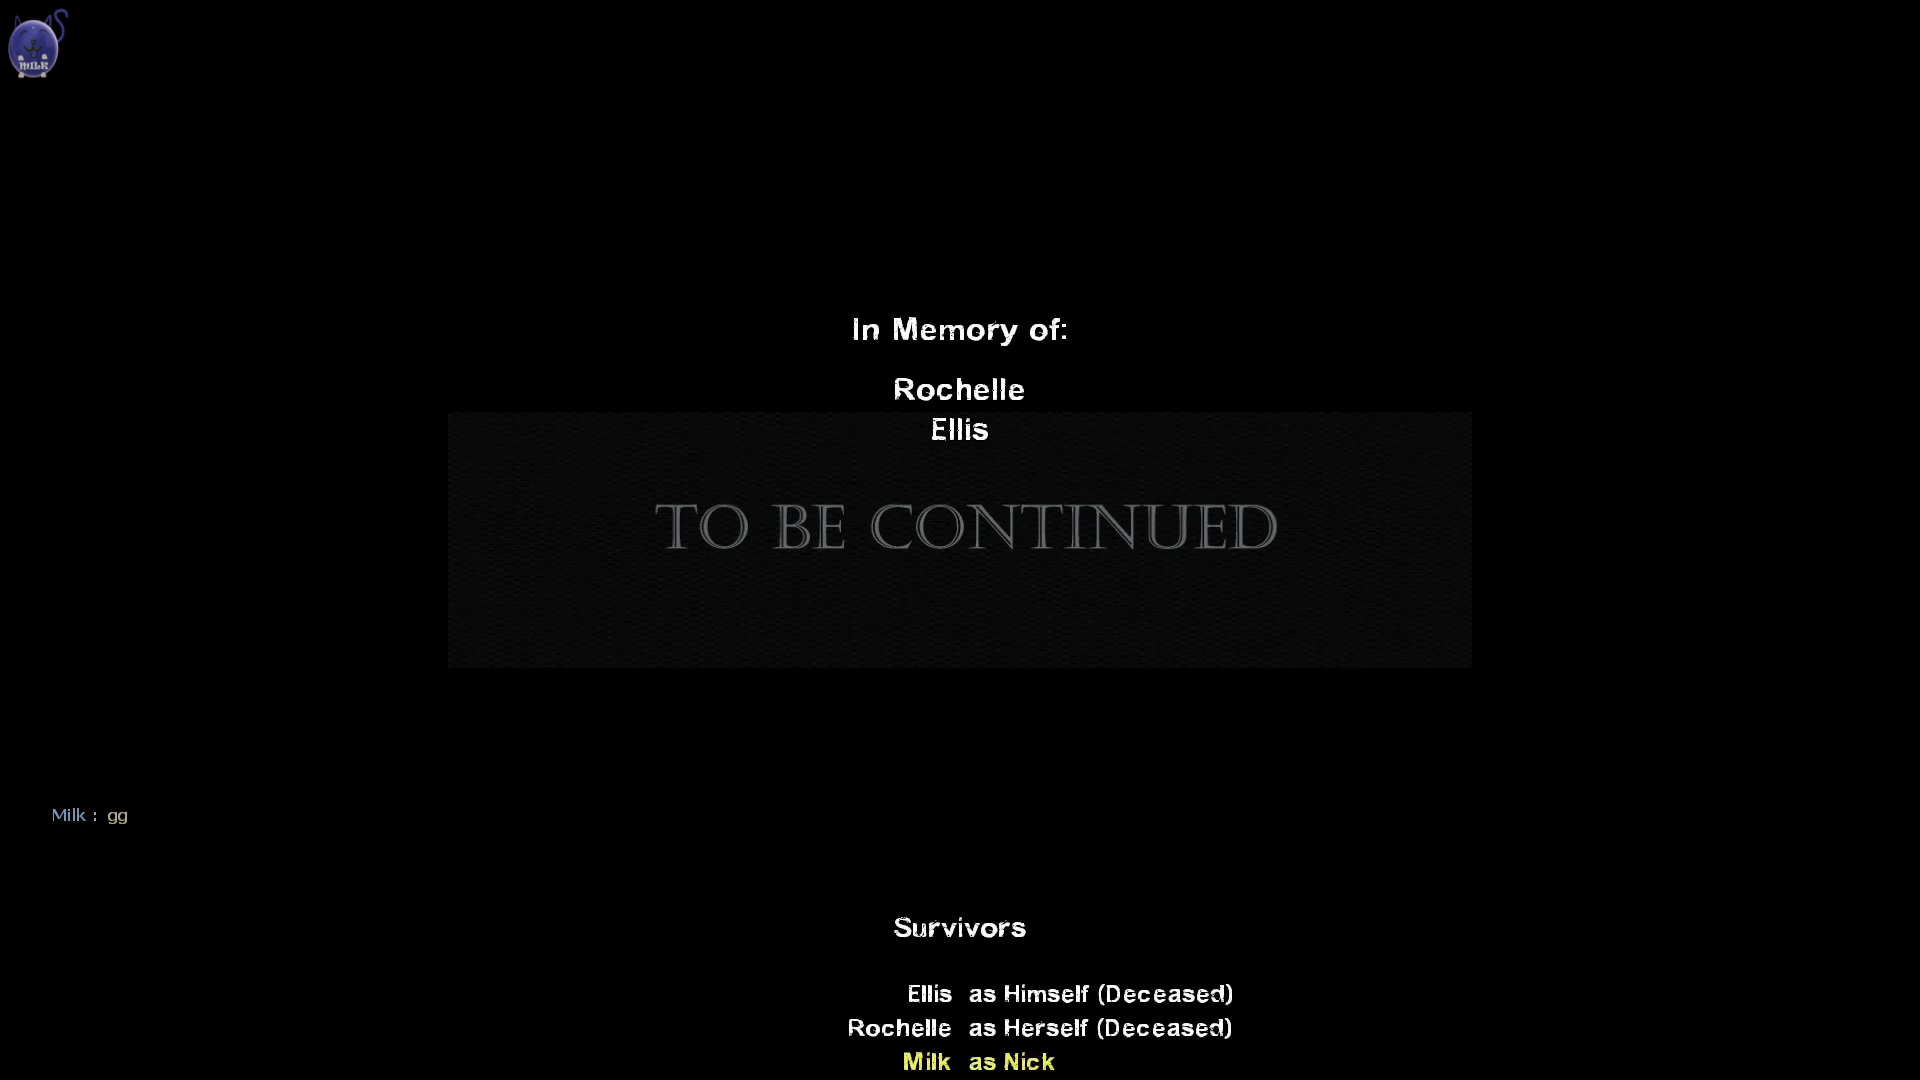 MILK
In Memory of:
Rochelle
Ellis
TO BE CONTINUED
Milk : gg
Survivors
Ellis as Himself (Deceased)
Rochelle as Herself (Deceased)
Milk as Nick